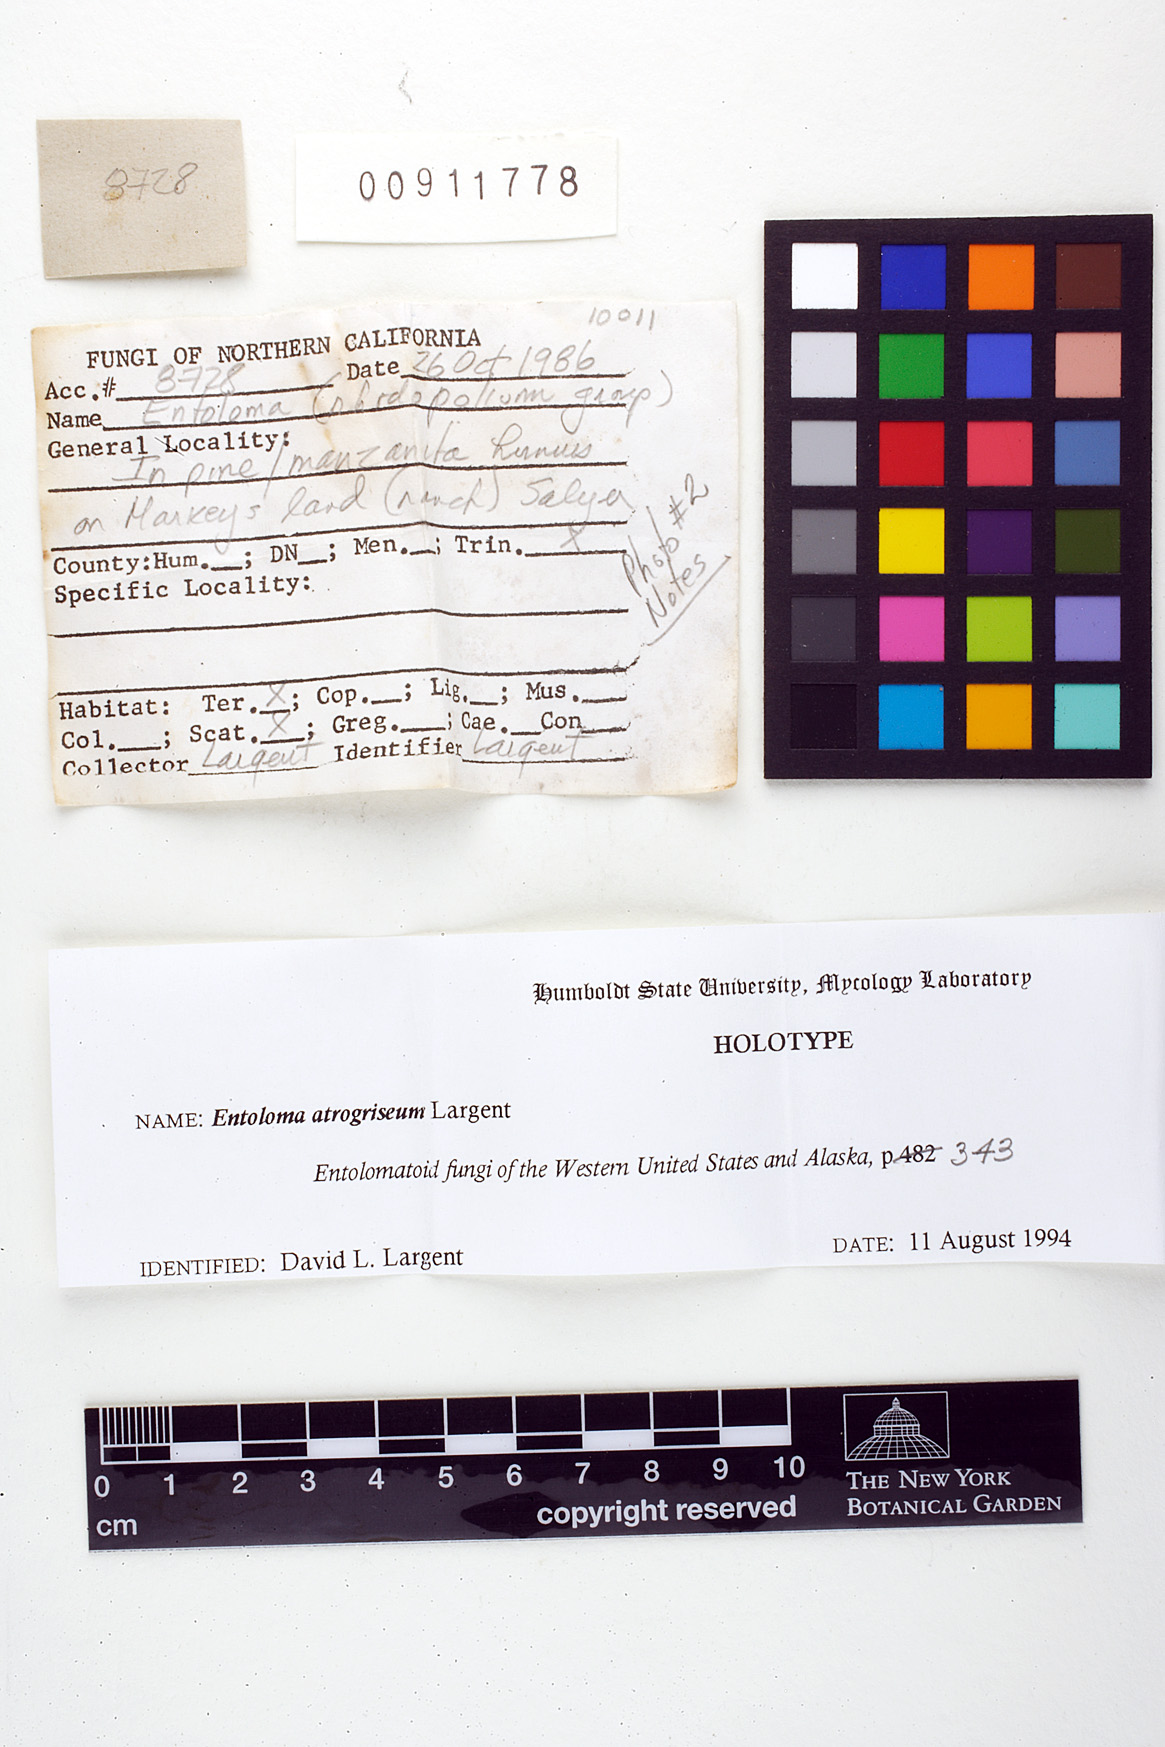 8728
00911778
10011
FUNGI OF NORTHERN CALIFORNIA
Acc.# 8728 Date 26 Oct 1986
Name Entoloma (rhodopolium group)
General Locality:
In pine/manzanita humus
on Markey's land (ranch) Salyer
County:Hum.__; DN__; Men.__; Trin. X
Photo #2
Notes
Specific Locality:
Habitat: Ter. X; Cop.__; Lig.__; Mus.__
Col.__; Scat. X; Greg.__; Cae.__Con__
Collector Largent Identifier Largent
Humboldt State University, Mycology Laboratory
HOLOTYPE
NAME: Entoloma atrogriseum Largent
Entolomatoid fungi of the Western United States and Alaska, p.482 343
IDENTIFIED: David L. Largent
DATE: 11 August 1994
0 1 2 3 4 5 6 7 8 9 10
cm
copyright reserved
THE NEW YORK
BOTANICAL GARDEN